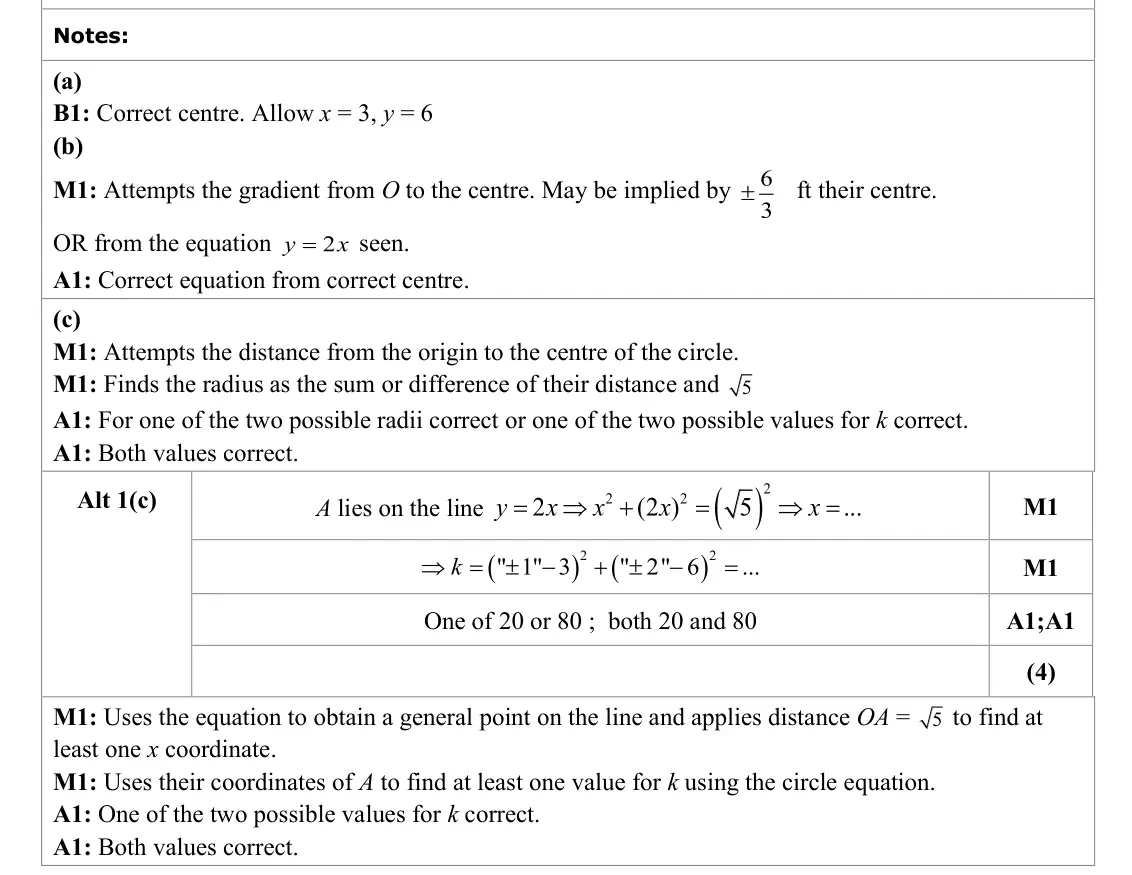 Notes:
(a)
B1: Correct centre. Allow x = 3, y = 6
(b)
M1: Attempts the gradient from O to the centre. May be implied by ±6/3 ft their centre.
OR from the equation y = 2x seen.
A1: Correct equation from correct centre.
(c)
M1: Attempts the distance from the origin to the centre of the circle.
M1: Finds the radius as the sum or difference of their distance and √5
A1: For one of the two possible radii correct or one of the two possible values for k correct.
A1: Both values correct.
Alt 1(c) A lies on the line y = 2x ⇒ x² + (2x)² = (√5)² ⇒ x = ... M1
⇒ k = ("±1"−3)² + ("±2"−6)² = ... M1
One of 20 or 80 ; both 20 and 80 A1;A1
(4)
M1: Uses the equation to obtain a general point on the line and applies distance OA = √5 to find at
least one x coordinate.
M1: Uses their coordinates of A to find at least one value for k using the circle equation.
A1: One of the two possible values for k correct.
A1: Both values correct.